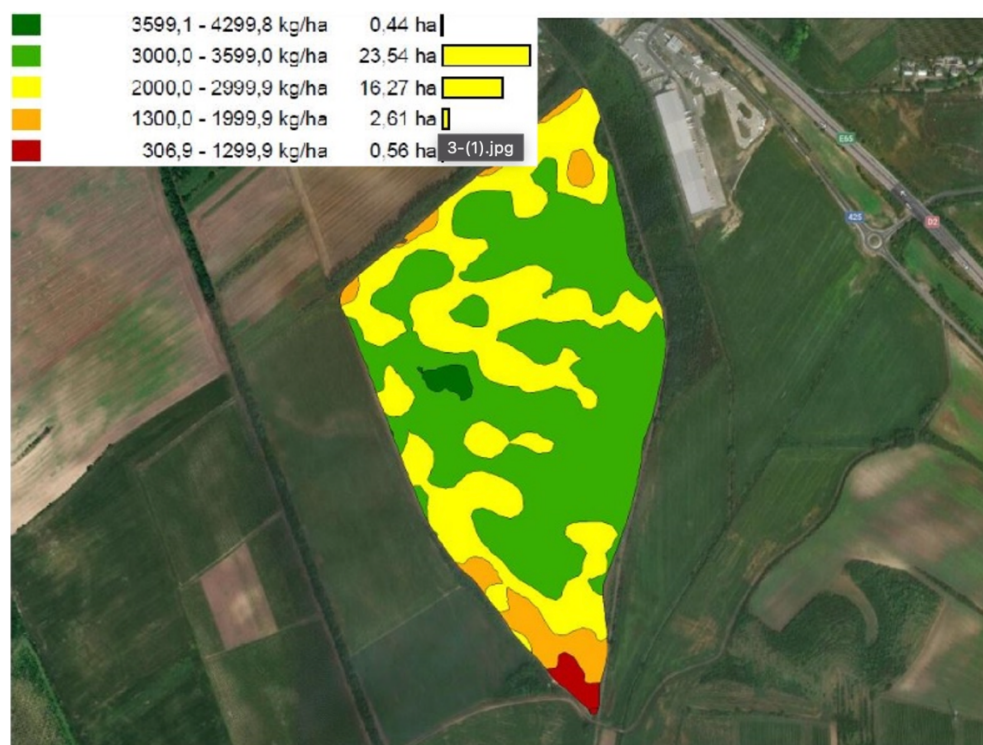 3599,1 - 4299,8 kg/ha 0,44 ha
3000,0 - 3599,0 kg/ha 23,54 ha
2000,0 - 2999,9 kg/ha 16,27 ha
1300,0 - 1999,9 kg/ha 2,61 ha
306,9 - 1299,9 kg/ha 0,56 ha
3-(1).jpg
E65
425
D2